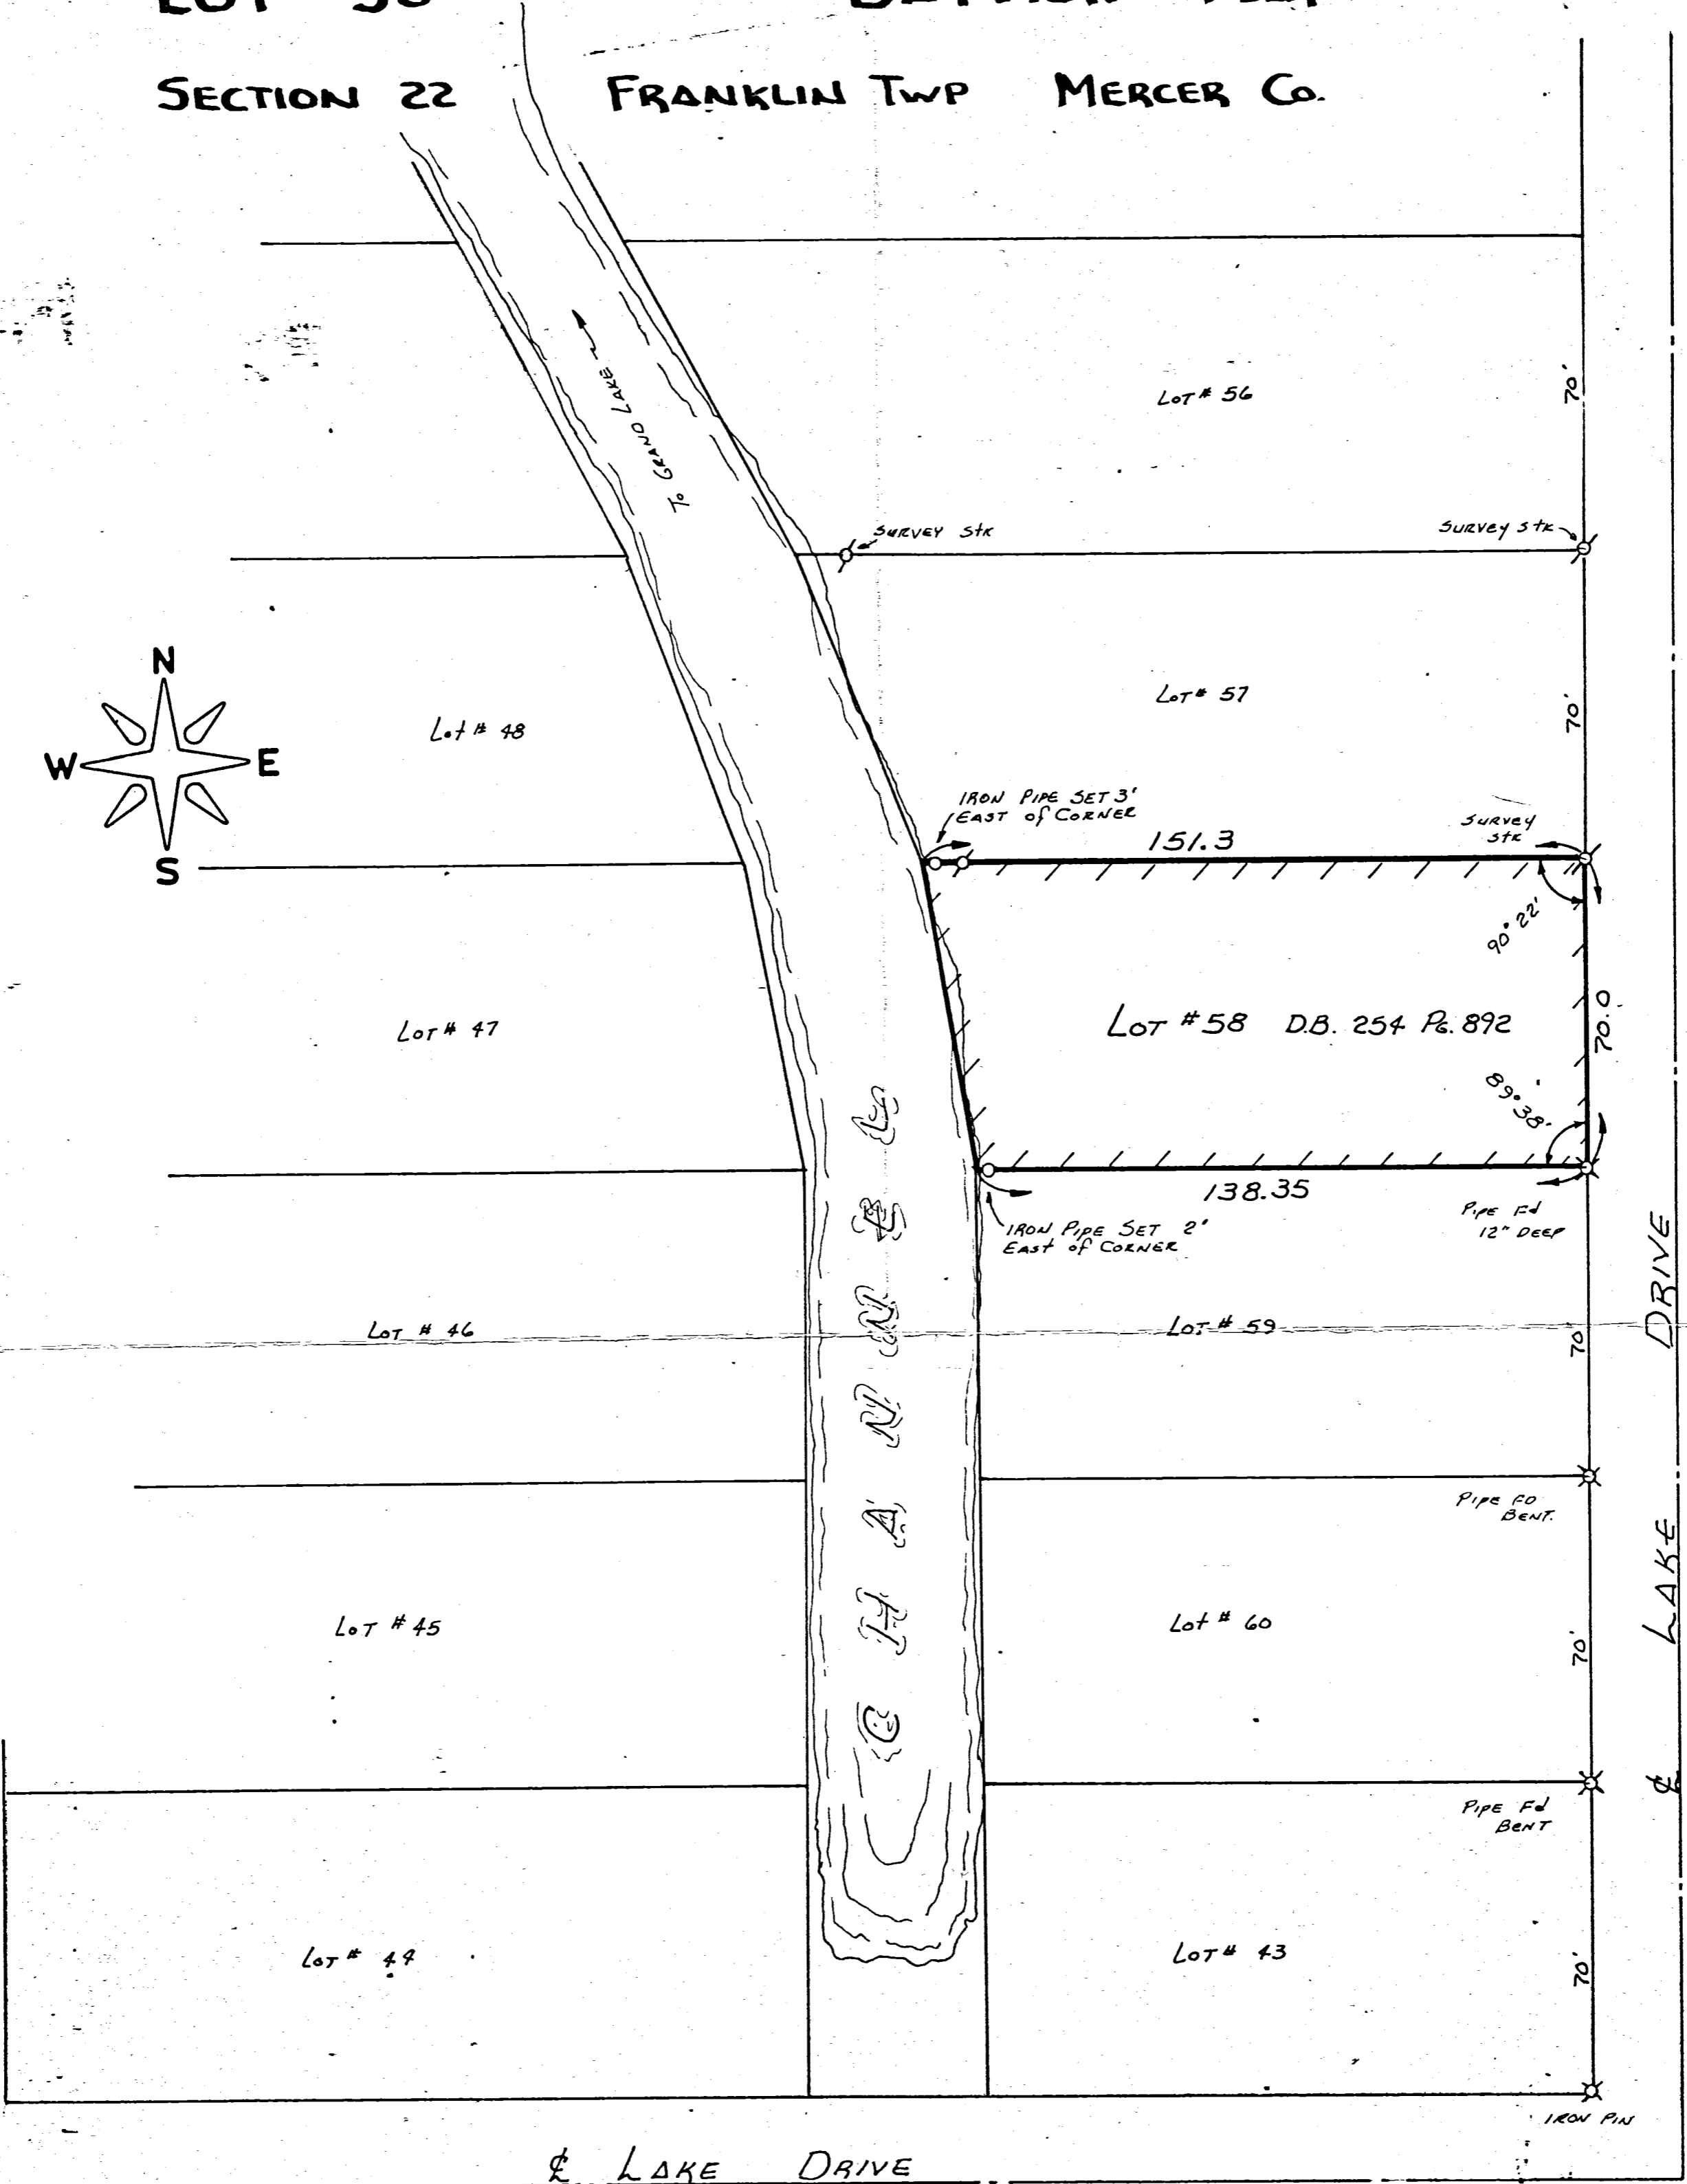 SECTION 22 FRANKLIN TWP MERCER Co.
LOT # 56
70'
To GRAND LAKE
SURVEY Stk
SURVEY Stk
N
W
E
S
Lot # 48
LOT # 57
70'
IRON PIPE SET 3'
EAST of CORNER
151.3
SURVEY
Stk
90° 22'
LOT # 47
LOT #58 D.B. 254 PG. 892
70.0
89° 38'
138.35
IRON PIPE SET 2'
EAST of CORNER
PIPE Fd
12" DEEP
LOT # 46
CHANNEL
LOT # 59
70'
PIPE FD
BENT.
LOT # 45
Lot # 60
70'
℄ LAKE DRIVE
PIPE Fd
BENT
LOT # 44
LOT # 43
70'
IRON PIN
℄ LAKE DRIVE